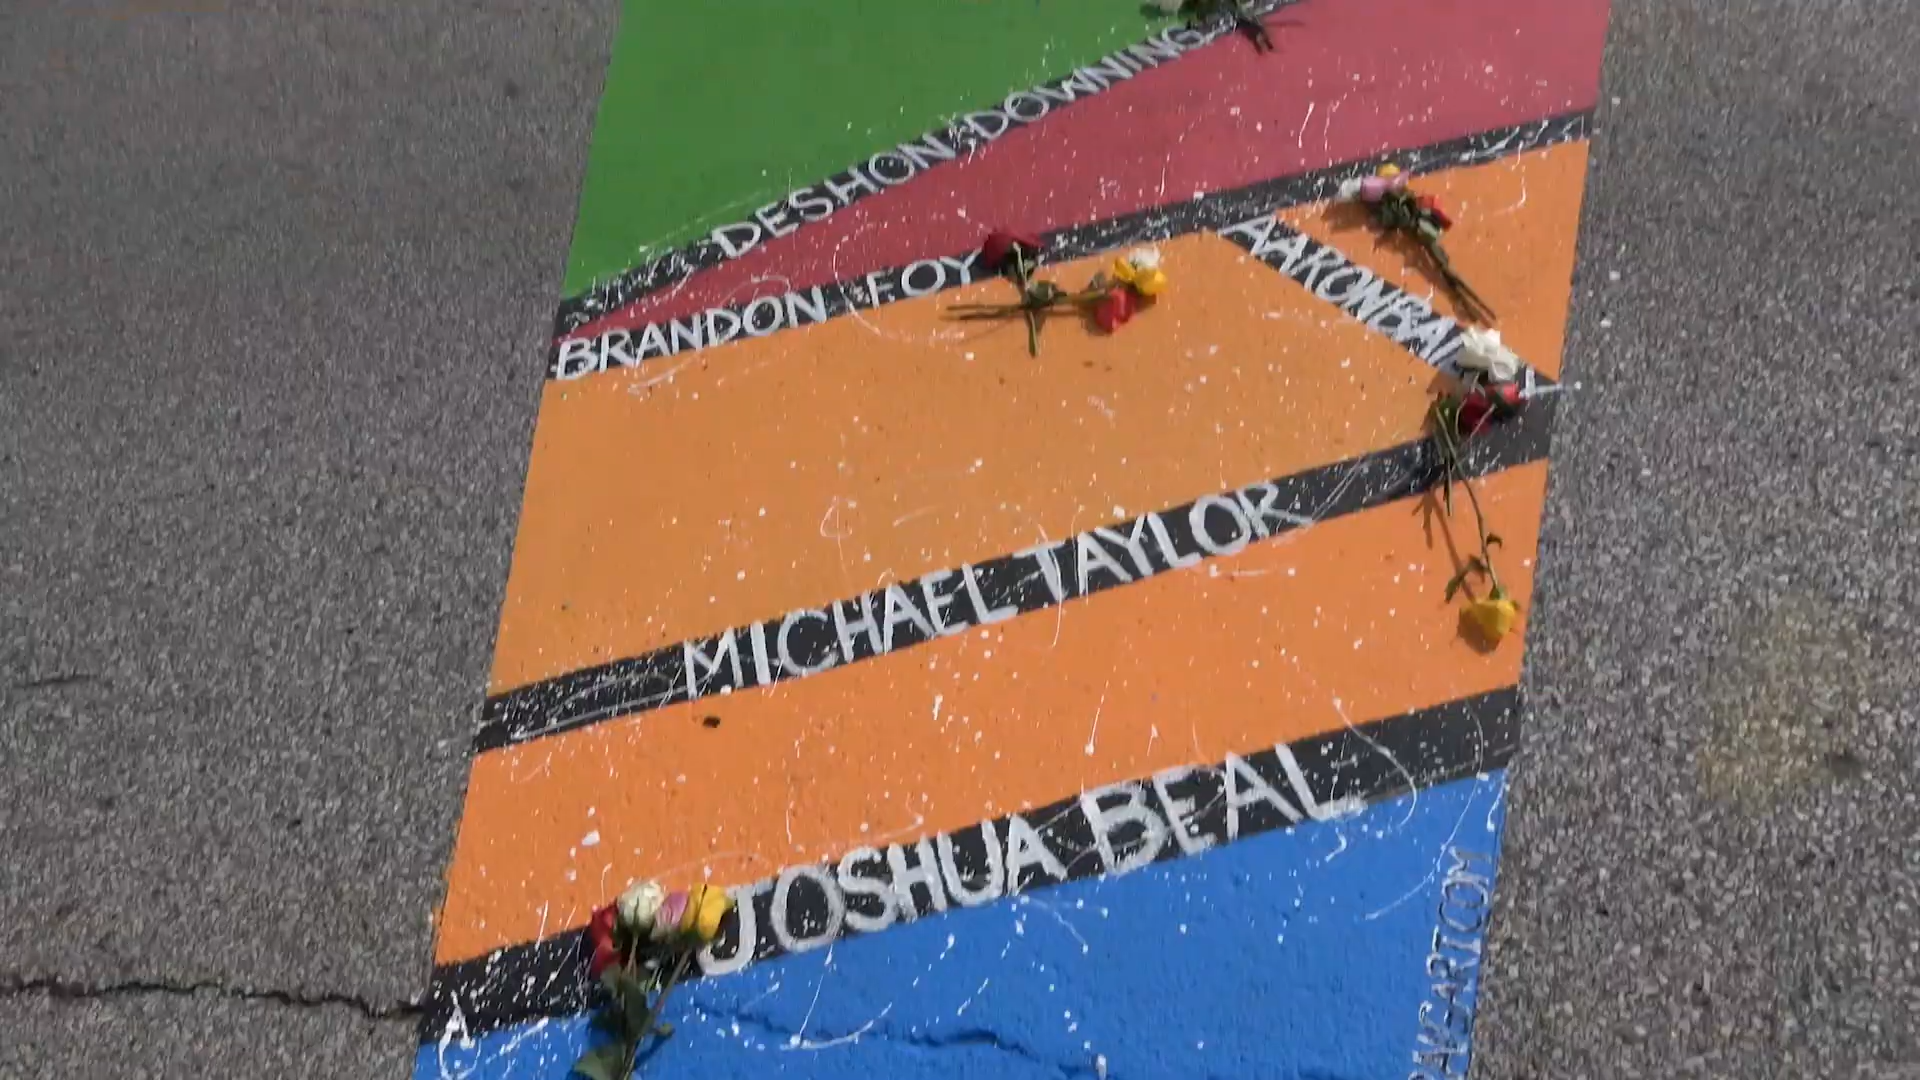 DESHON DOWNING
BRANDON FOY
MICHAEL TAYLOR
JOSHUA BEAL